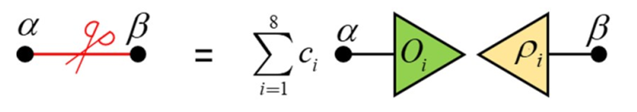 α β = ∑ i=1 8 c_i α O_i ρ_i β